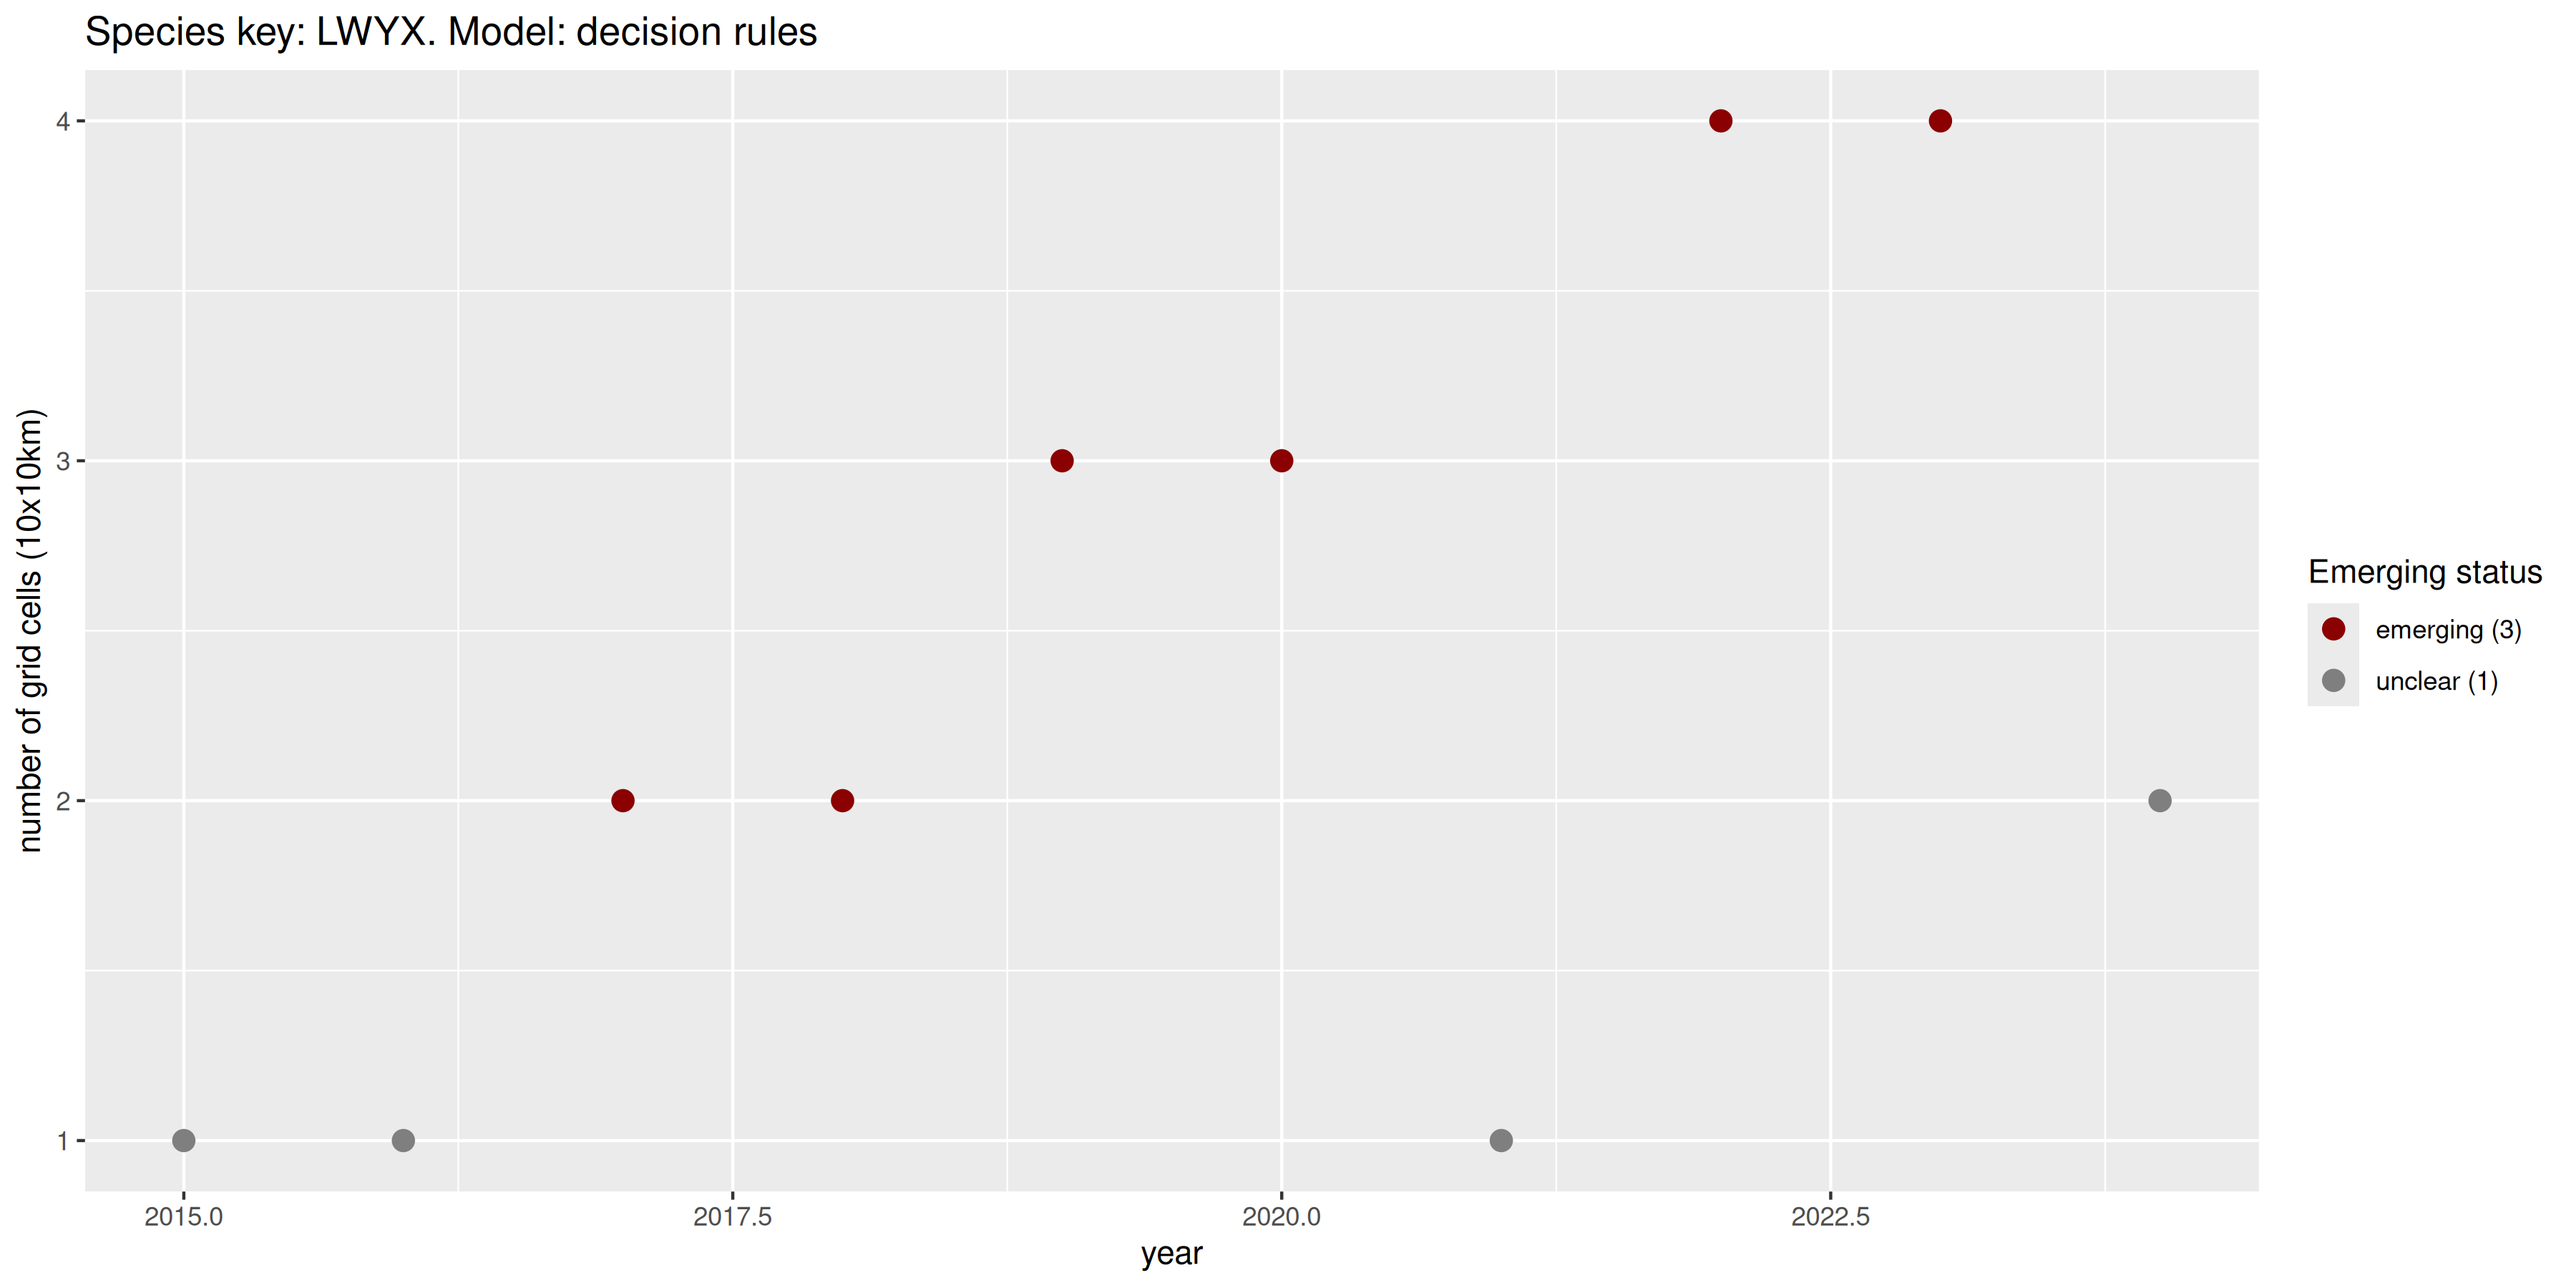 Species key: LWYX. Model: decision rules
number of grid cells (10x10km)
4
3
2
1
2015.0
2017.5
2020.0
2022.5
year
Emerging status
emerging (3)
unclear (1)